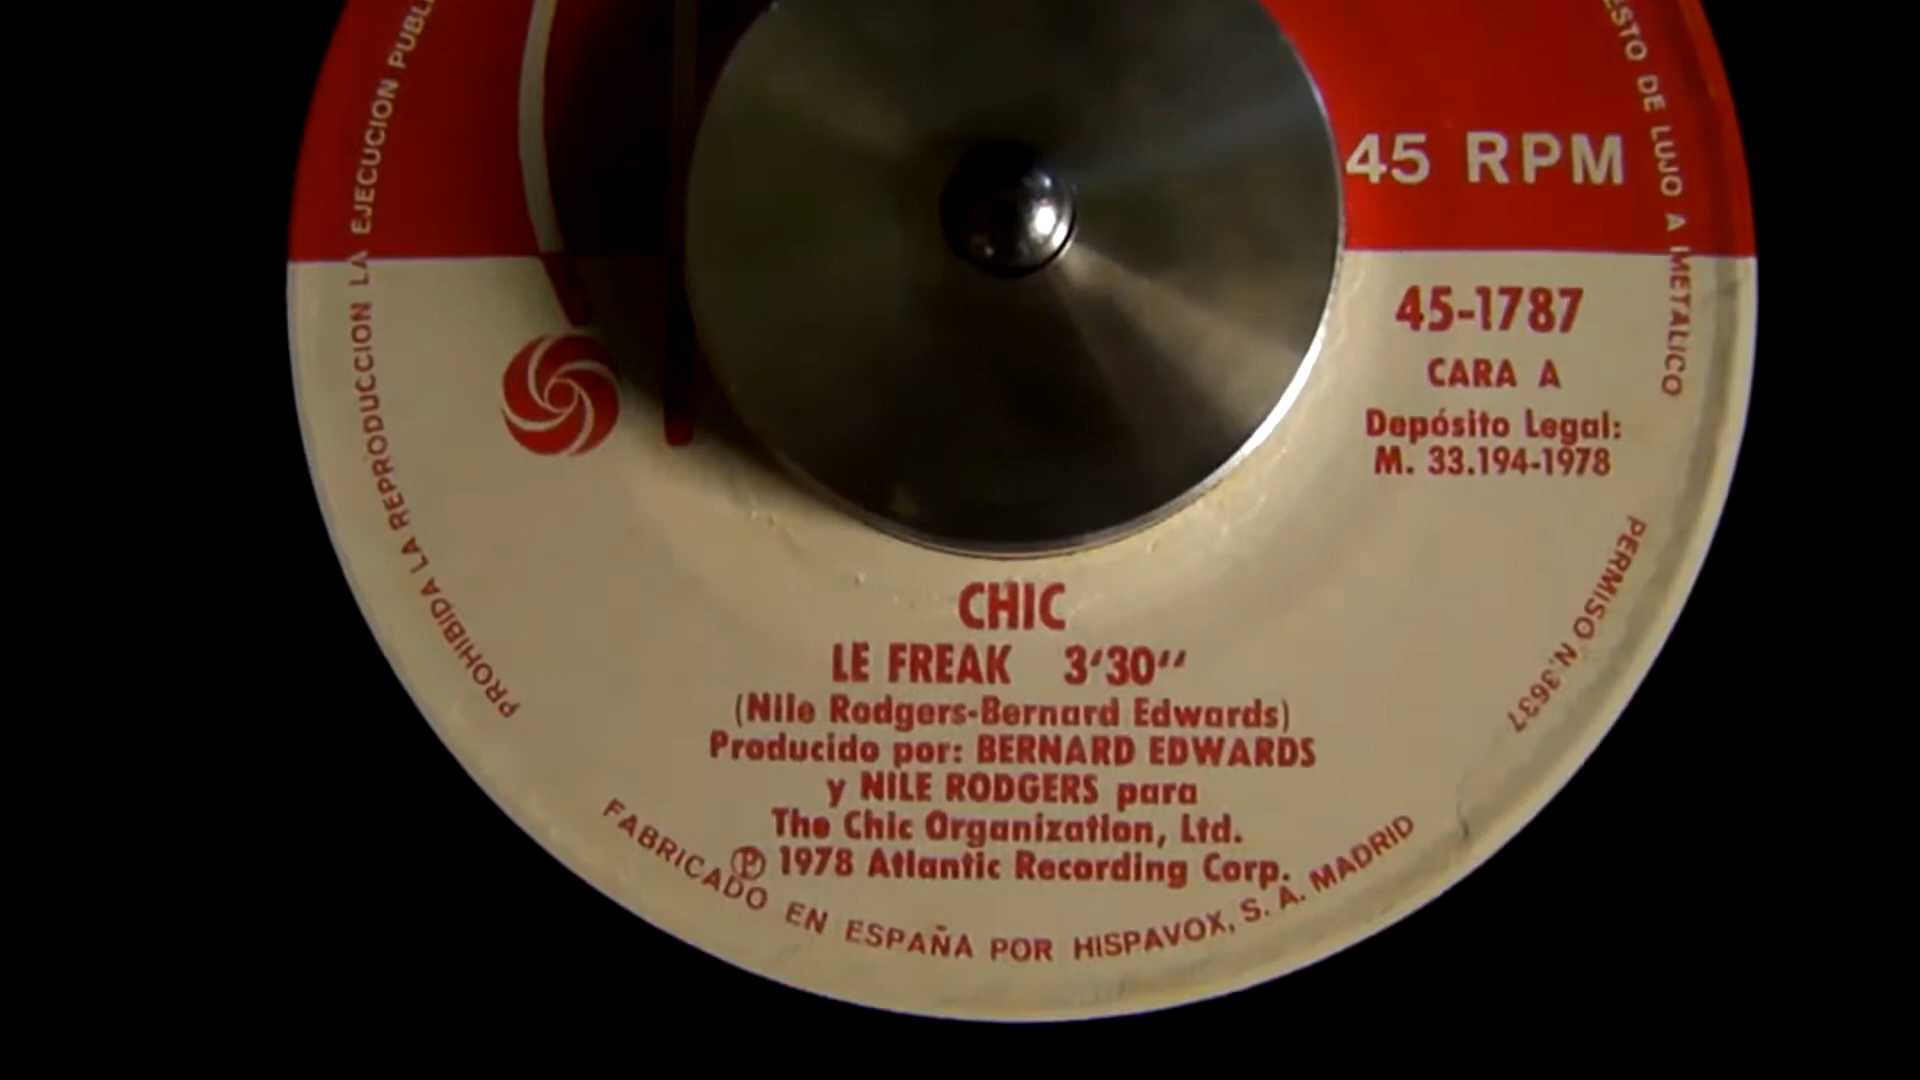 45 RPM
45-1787
CARA A
Depósito Legal:
M. 33.194-1978
CHIC
LE FREAK 3'30"
(Nile Rodgers-Bernard Edwards)
Producido por: BERNARD EDWARDS
y NILE RODGERS para
The Chic Organization, Ltd.
Ⓟ 1978 Atlantic Recording Corp.
FABRICADO EN ESPAÑA POR HISPAVOX, S. A. MADRID
PROHIBIDA LA REPRODUCCION LA EJECUCION
DE LUJO A METALICO
PERMISO N.3637